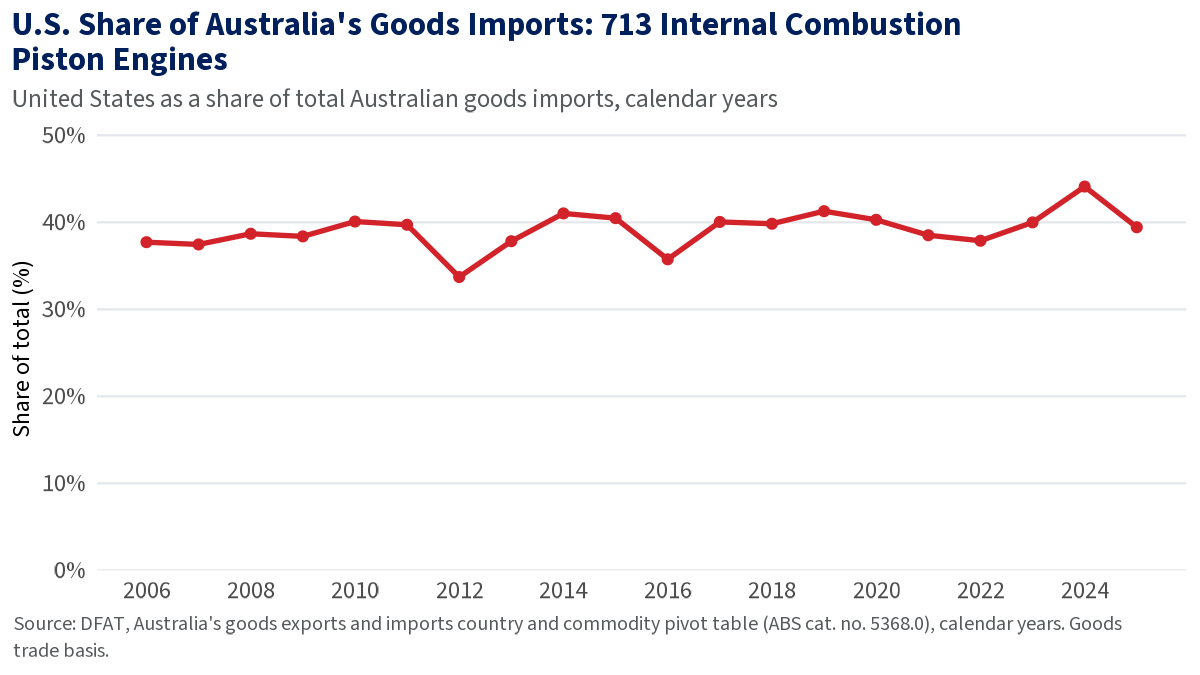 U.S. Share of Australia's Goods Imports: 713 Internal Combustion
Piston Engines
United States as a share of total Australian goods imports, calendar years
Share of total (%)
50%
40%
30%
20%
10%
0%
2006 2008 2010 2012 2014 2016 2018 2020 2022 2024
Source: DFAT, Australia's goods exports and imports country and commodity pivot table (ABS cat. no. 5368.0), calendar years. Goods
trade basis.